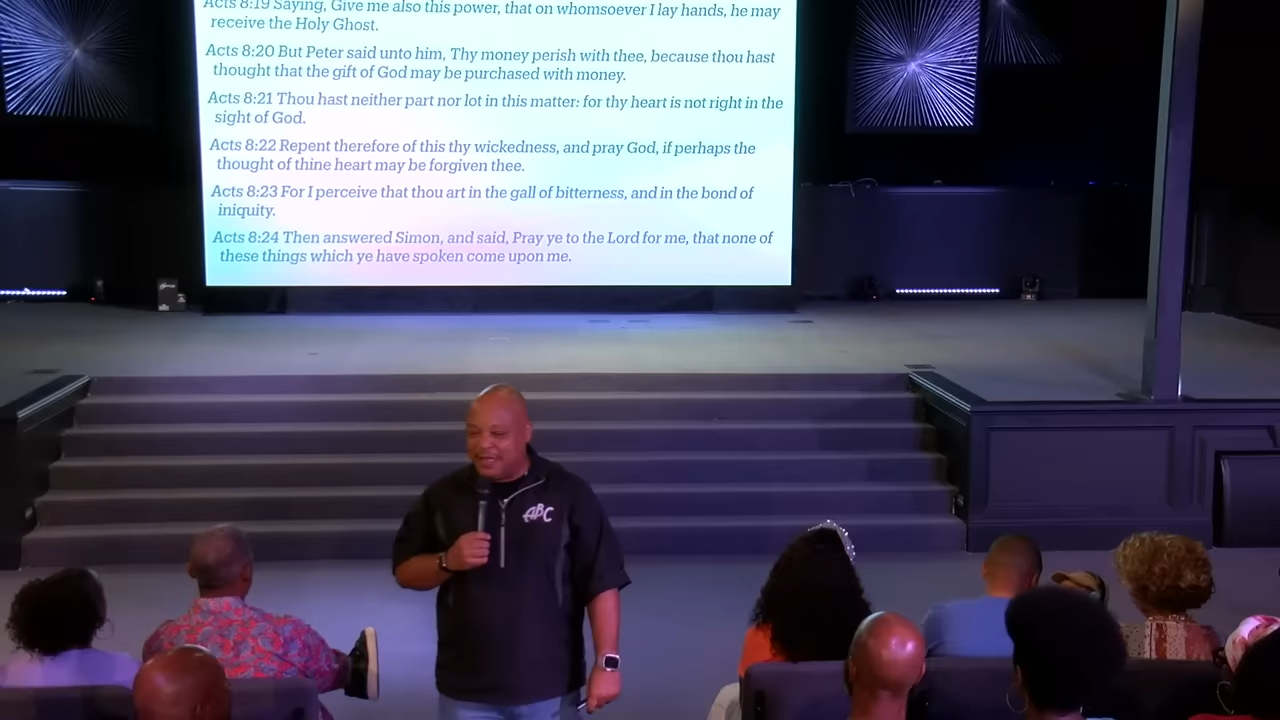 Acts 8:19 Saying, Give me also this power, that on whomsoever I lay hands, he may
receive the Holy Ghost.
Acts 8:20 But Peter said unto him, Thy money perish with thee, because thou hast
thought that the gift of God may be purchased with money.
Acts 8:21 Thou hast neither part nor lot in this matter: for thy heart is not right in the
sight of God.
Acts 8:22 Repent therefore of this thy wickedness, and pray God, if perhaps the
thought of thine heart may be forgiven thee.
Acts 8:23 For I perceive that thou art in the gall of bitterness, and in the bond of
iniquity.
Acts 8:24 Then answered Simon, and said, Pray ye to the Lord for me, that none of
these things which ye have spoken come upon me.
ABC